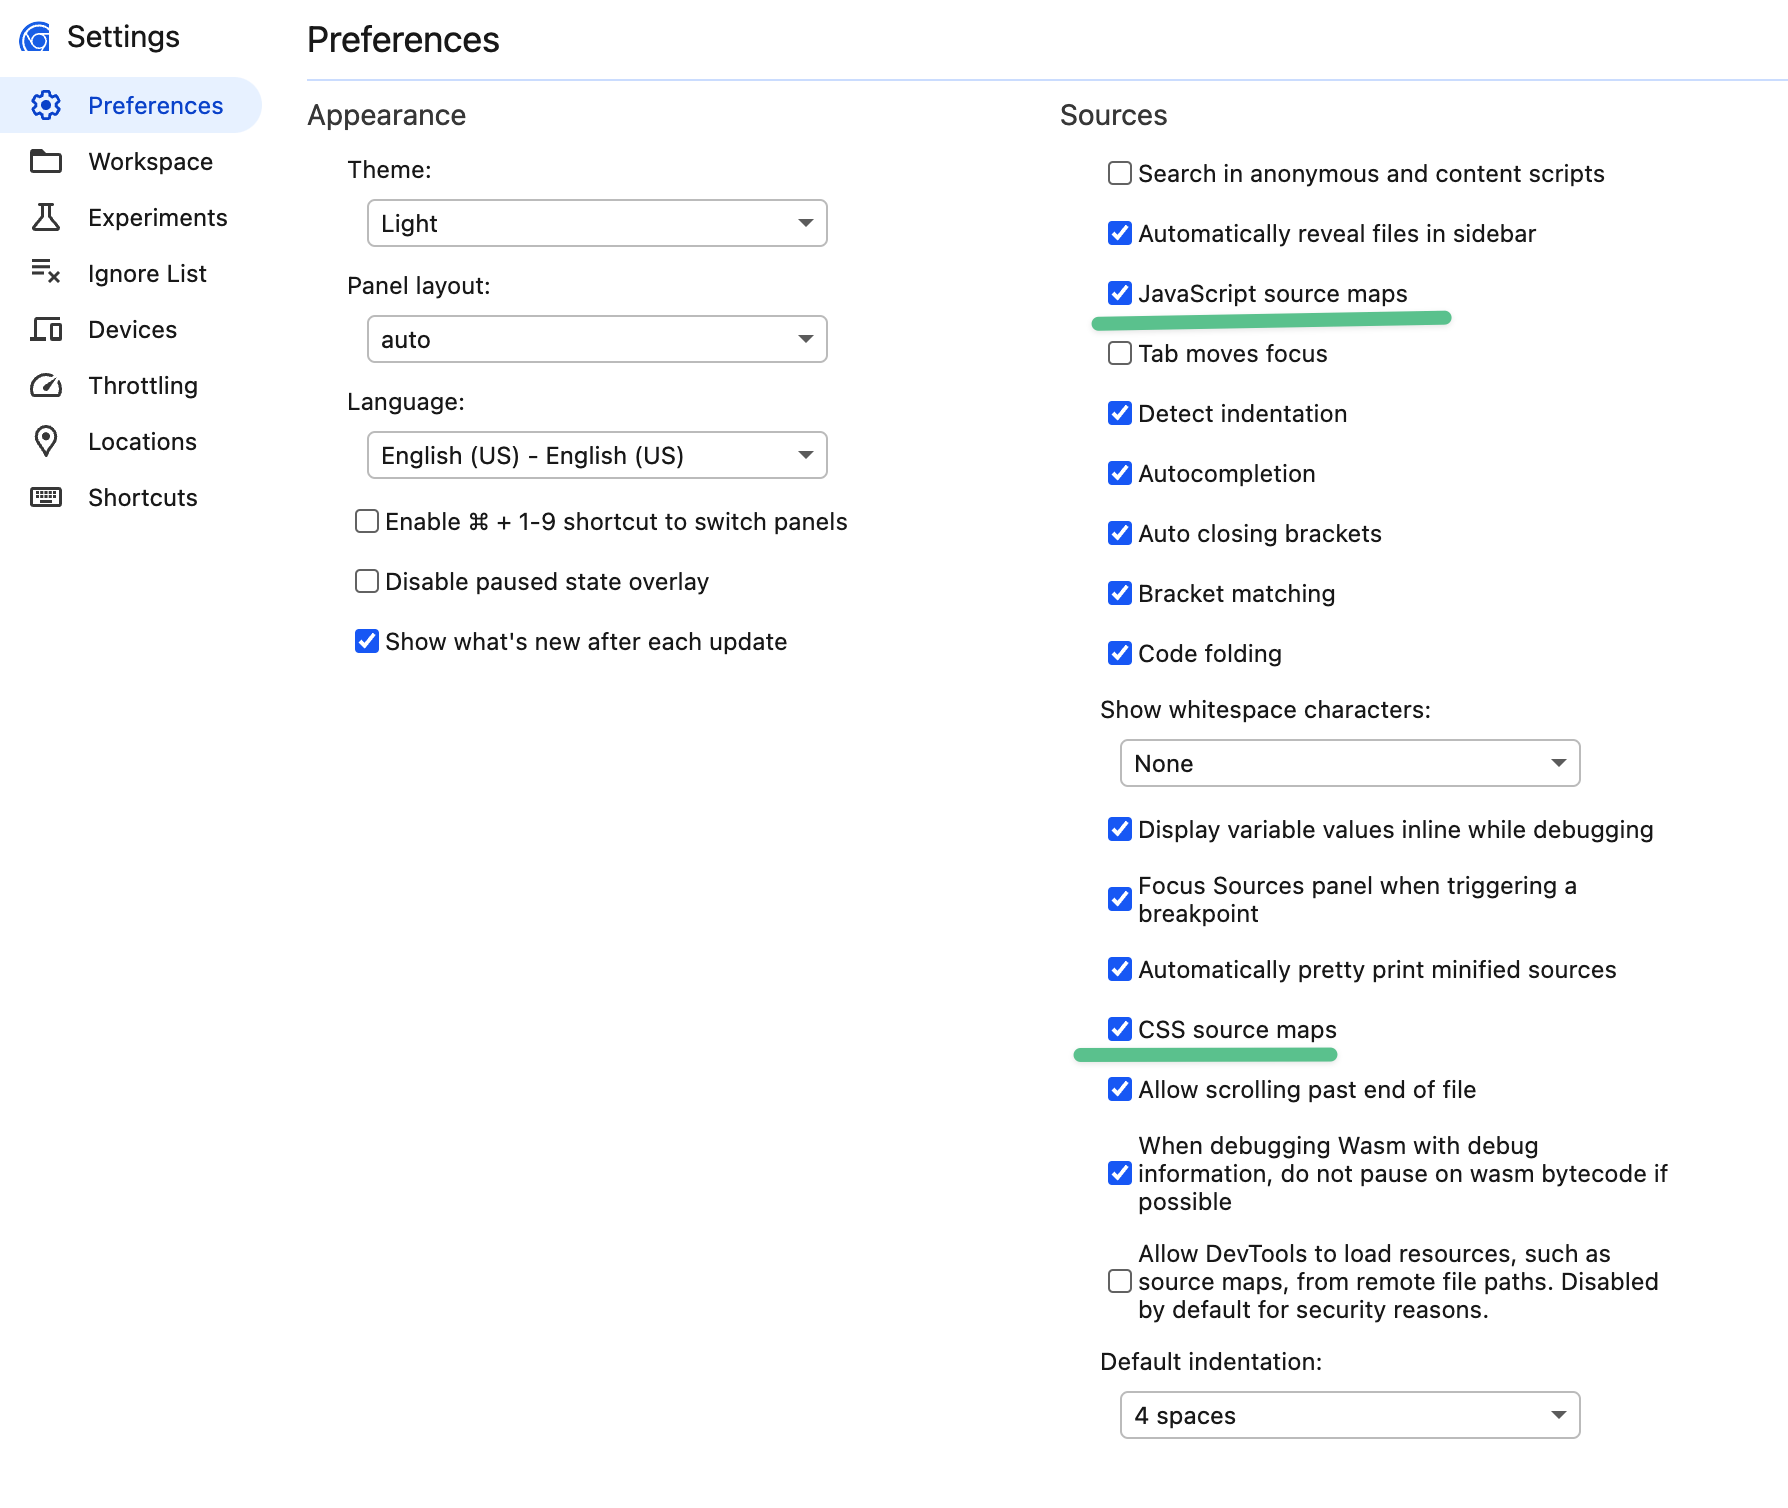 Settings
Preferences
Workspace
Experiments
Ignore List
Devices
Throttling
Locations
Shortcuts
Preferences
Appearance
Theme:
Light
Panel layout:
auto
Language:
English (US) - English (US)
Enable ⌘ + 1-9 shortcut to switch panels
Disable paused state overlay
Show what's new after each update
Sources
Search in anonymous and content scripts
Automatically reveal files in sidebar
JavaScript source maps
Tab moves focus
Detect indentation
Autocompletion
Auto closing brackets
Bracket matching
Code folding
Show whitespace characters:
None
Display variable values inline while debugging
Focus Sources panel when triggering a
breakpoint
Automatically pretty print minified sources
CSS source maps
Allow scrolling past end of file
When debugging Wasm with debug
information, do not pause on wasm bytecode if
possible
Allow DevTools to load resources, such as
source maps, from remote file paths. Disabled
by default for security reasons.
Default indentation:
4 spaces